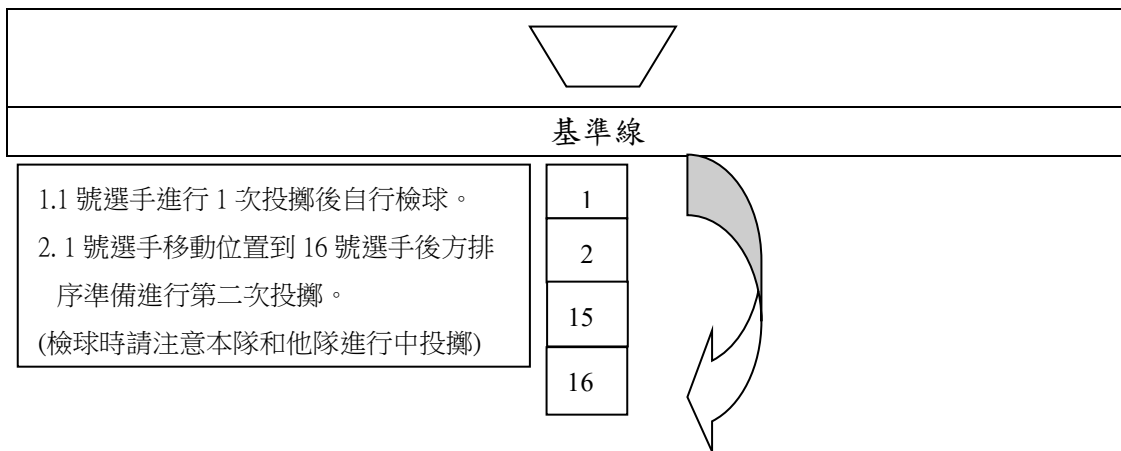 基準線
1.1 號選手進行 1 次投擲後自行檢球。
2. 1 號選手移動位置到 16 號選手後方排
序準備進行第二次投擲。
(檢球時請注意本隊和他隊進行中投擲)
1
2
15
16